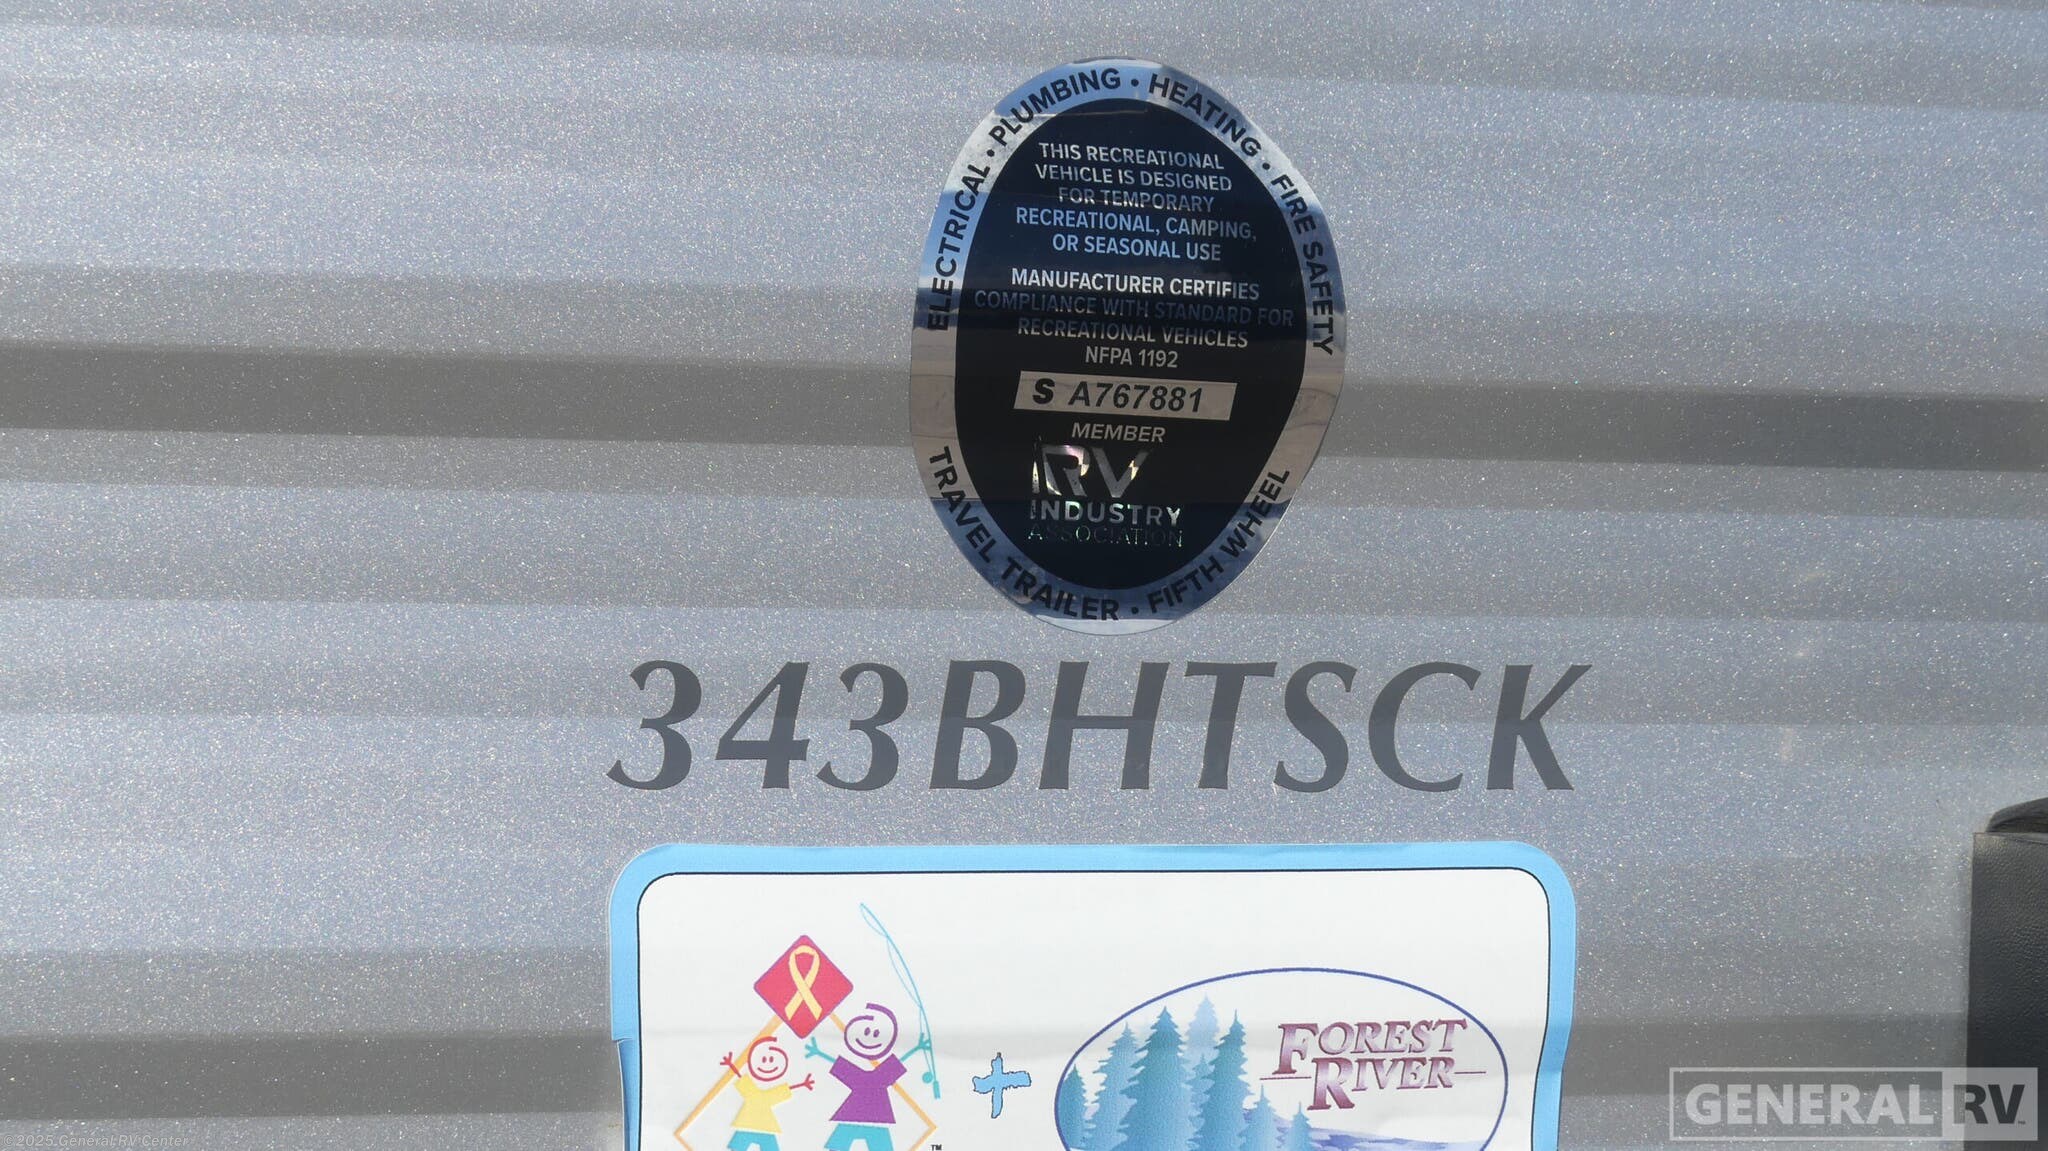 ELECTRICAL • PLUMBING • HEATING • FIRE SAFETY
THIS RECREATIONAL
VEHICLE IS DESIGNED
FOR TEMPORARY
RECREATIONAL, CAMPING,
OR SEASONAL USE
MANUFACTURER CERTIFIES
COMPLIANCE WITH STANDARD FOR
RECREATIONAL VEHICLES
NFPA 1192
S A767881
MEMBER
RV
INDUSTRY
ASSOCIATION
TRAVEL TRAILER • FIFTH WHEEL
343BHTSCK
FOREST
RIVER
TM
+
GENERAL RV
©2025 General RV Center